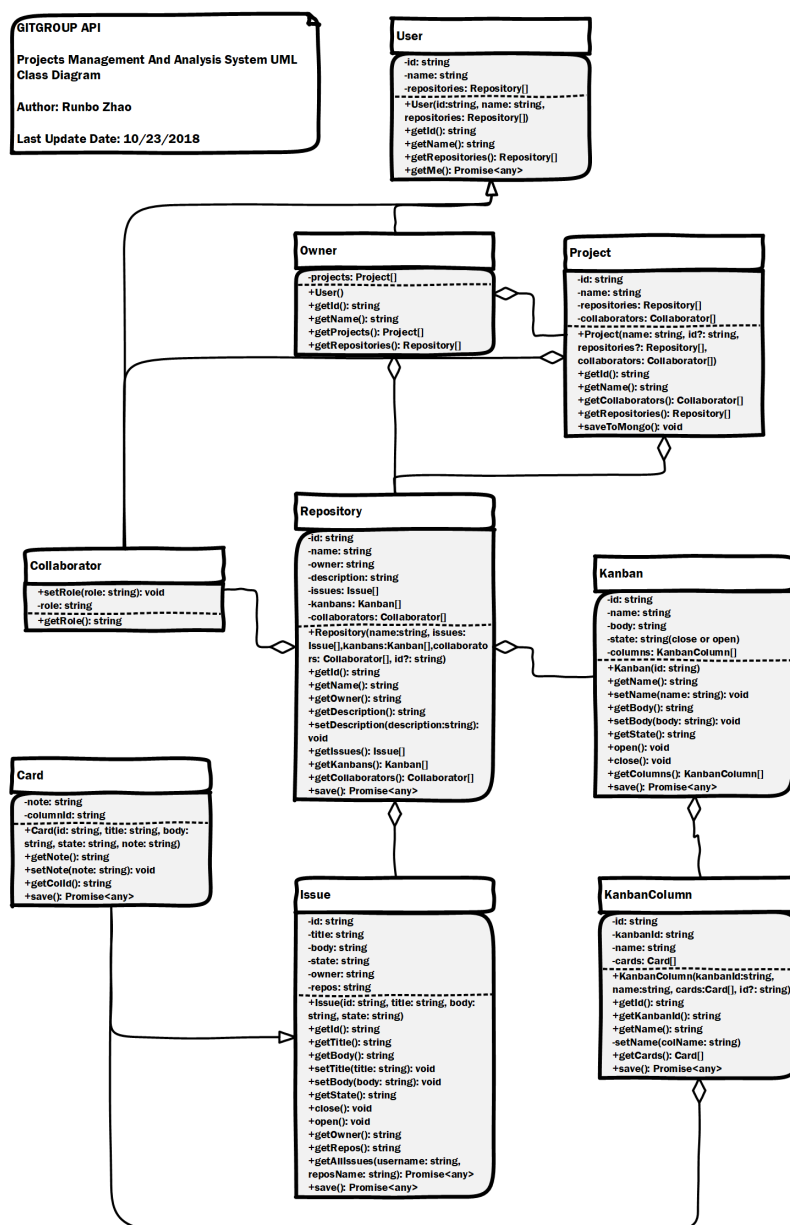 GITGROUP API
Projects Management And Analysis System UML
Class Diagram
Author: Runbo Zhao
Last Update Date: 10/23/2018
User
-id: string
-name: string
-repositories: Repository[]
+User(id:string, name: string,
repositories: Repository[])
+getId(): string
+getName(): string
+getRepositories(): Repository[]
+getMe(): Promise<any>
Owner
-projects: Project[]
+User()
+getId(): string
+getName(): string
+getProjects(): Project[]
+getRepositories(): Repository[]
Project
-id: string
-name: string
-repositories: Repository[]
-collaborators: Collaborator[]
+Project(name: string, id?: string,
repositories?: Repository[],
collaborators: Collaborator[])
+getId(): string
+getName(): string
+getCollaborators(): Collaborator[]
+getRepositories(): Repository[]
+saveToMongo(): void
Repository
-id: string
-name: string
-owner: string
-description: string
-issues: Issue[]
-kanbans: Kanban[]
-collaborators: Collaborator[]
+Repository(name:string, issues:
Issue[],kanbans:Kanban[],collaborato
rs: Collaborator[], id?: string)
+getId(): string
+getName(): string
+getOwner(): string
+getDescription(): string
+setDescription(description:string):
void
+getIssues(): Issue[]
+getKanbans(): Kanban[]
+getCollaborators(): Collaborator[]
+save(): Promise<any>
Collaborator
+setRole(role: string): void
-role: string
+getRole(): string
Kanban
-id: string
-name: string
-body: string
-state: string(close or open)
-columns: KanbanColumn[]
+Kanban(id: string)
+getName(): string
+setName(name: string): void
+getBody(): string
+setBody(body: string): void
+getState(): string
+open(): void
+close(): void
+getColumns(): KanbanColumn[]
+save(): Promise<any>
Card
-note: string
-columnId: string
+Card(id: string, title: string, body:
string, state: string, note: string)
+getNote(): string
+setNote(note: string): void
+getColId(): string
+save(): Promise<any>
Issue
-id: string
-title: string
-body: string
-state: string
-owner: string
-repos: string
+Issue(id: string, title: string, body:
string, state: string)
+getId(): string
+getTitle(): string
+getBody(): string
+setTitle(title: string): void
+setBody(body: string): void
+getState(): string
+close(): void
+open(): void
+getOwner(): string
+getRepos(): string
+getAllIssues(username: string,
reposName: string): Promise<any>
+save(): Promise<any>
KanbanColumn
-id: string
-kanbanId: string
-name: string
-cards: Card[]
+KanbanColumn(kanbanId:string,
name:string, cards:Card[], id?: string)
+getId(): string
+getKanbanId(): string
+getName(): string
-setName(colName: string)
+getCards(): Card[]
+save(): Promise<any>